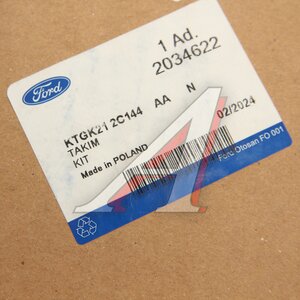 Ford
1 Ad.
2034622
KTGK21 2C144 AA N
TAKIM
KIT
02/2024
Made in POLAND
Ford Otosan FO 001